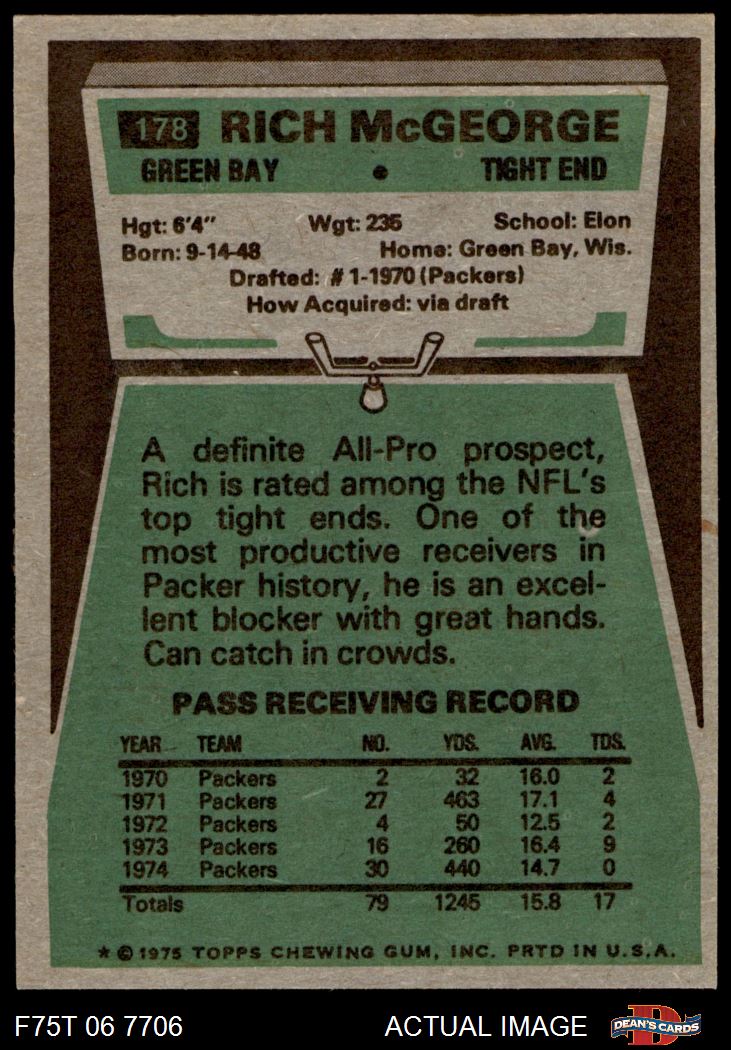 178 RICH McGEORGE
GREEN BAY • TIGHT END
Hgt: 6'4" Wgt: 235 School: Elon
Born: 9-14-48 Home: Green Bay, Wis.
Drafted: #1-1970 (Packers)
How Acquired: via draft
A definite All-Pro prospect,
Rich is rated among the NFL's
top tight ends. One of the
most productive receivers in
Packer history, he is an excel-
lent blocker with great hands.
Can catch in crowds.
PASS RECEIVING RECORD
YEAR TEAM NO. YDS. AVG. TDS.
1970 Packers 2 32 16.0 2
1971 Packers 27 463 17.1 4
1972 Packers 4 50 12.5 2
1973 Packers 16 260 16.4 9
1974 Packers 30 440 14.7 0
Totals 79 1245 15.8 17
* © 1975 TOPPS CHEWING GUM, INC. PRTD IN U.S.A.
F75T 06 7706 ACTUAL IMAGE D DEAN'S CARDS